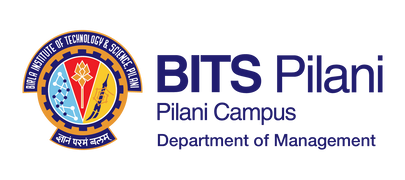 BIRLA INSTITUTE OF TECHNOLOGY & SCIENCE PILANI
ज्ञानं परमं बलम्
BITS Pilani
Pilani Campus
Department of Management